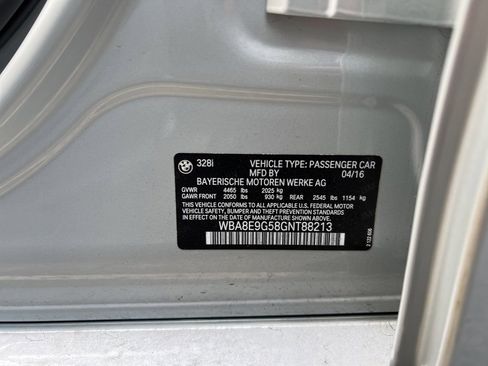 328i VEHICLE TYPE: PASSENGER CAR
MFD BY 04/16
BAYERISCHE MOTOREN WERKE AG
GVWR 4465 lbs 2025 kg
GAWR FRONT 2050 lbs 930 kg REAR 2545 lbs 1154 kg
THIS VEHICLE CONFORMS TO ALL APPLICABLE U.S. FEDERAL MOTOR
VEHICLE SAFETY, BUMPER, AND THEFT PREVENTION STANDARDS
IN EFFECT ON THE DATE OF MANUFACTURE SHOWN ABOVE.
WBA8E9G58GNT88213